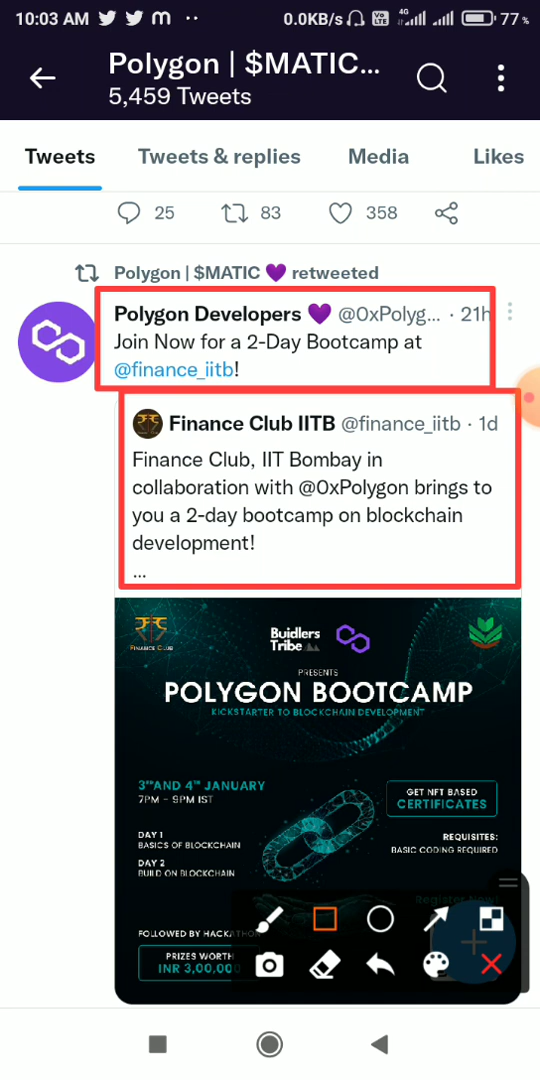 10:03 AM
0.0KB/s
Vo LTE
4G
77%
Polygon | $MATIC...
5,459 Tweets
Tweets
Tweets & replies
Media
Likes
25
83
358
Polygon | $MATIC 💜 retweeted
Polygon Developers 💜 @0xPolyg... · 21h
Join Now for a 2-Day Bootcamp at
@finance_iitb!
Finance Club IITB @finance_iitb · 1d
Finance Club, IIT Bombay in
collaboration with @0xPolygon brings to
you a 2-day bootcamp on blockchain
development!
...
FINANCE CLUB
Buidlers
Tribe
PRESENTS
POLYGON BOOTCAMP
KICKSTARTER TO BLOCKCHAIN DEVELOPMENT
3RD AND 4TH JANUARY
7PM - 9PM IST
GET NFT BASED
CERTIFICATES
DAY 1
BASICS OF BLOCKCHAIN
REQUISITES:
BASIC CODING REQUIRED
DAY 2
BUILD ON BLOCKCHAIN
Register
FOLLOWED BY HACKATHON
PRIZES WORTH
INR 3,00,000